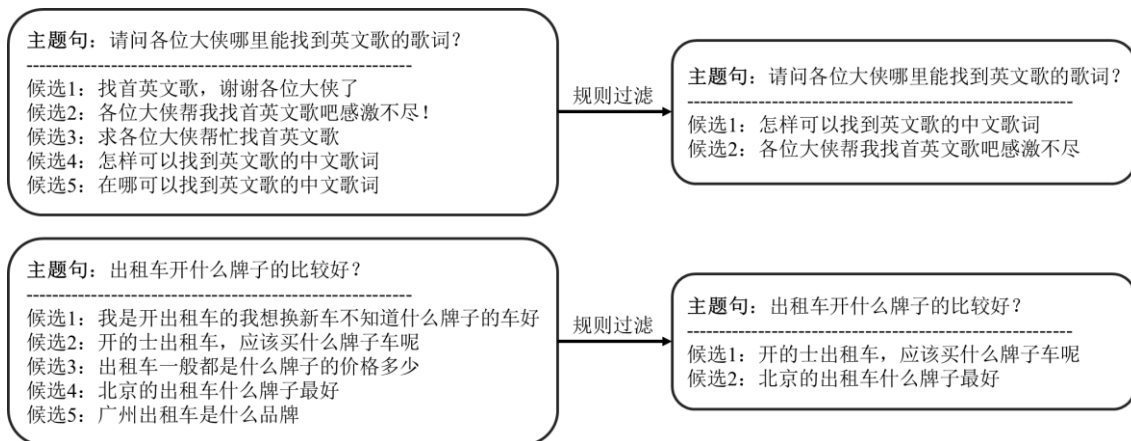 主题句：请问各位大侠哪里能找到英文歌的歌词？
------------------------------------------------------------
候选1：找首英文歌，谢谢各位大侠了
候选2：各位大侠帮我找首英文歌吧感激不尽！
候选3：求各位大侠帮忙找首英文歌
候选4：怎样可以找到英文歌的中文歌词
候选5：在哪可以找到英文歌的中文歌词
规则过滤
主题句：请问各位大侠哪里能找到英文歌的歌词？
------------------------------------------------------------
候选1：怎样可以找到英文歌的中文歌词
候选2：各位大侠帮我找首英文歌吧感激不尽
主题句：出租车开什么牌子的比较好？
------------------------------------------------------------
候选1：我是开出租车的我想换新车不知道什么牌子的车好
候选2：开的士出租车，应该买什么牌子车呢
候选3：出租车一般都是什么牌子的价格多少
候选4：北京的出租车什么牌子最好
候选5：广州出租车是什么品牌
规则过滤
主题句：出租车开什么牌子的比较好？
------------------------------------------------------------
候选1：开的士出租车，应该买什么牌子车呢
候选2：北京的出租车什么牌子最好